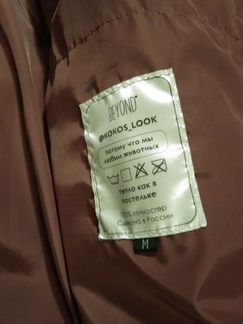 BEYOND
@KOKOS_LOOK
потому что мы
любим животных
тепло как в
постельке
100% полиэстер
Сделано в России
M